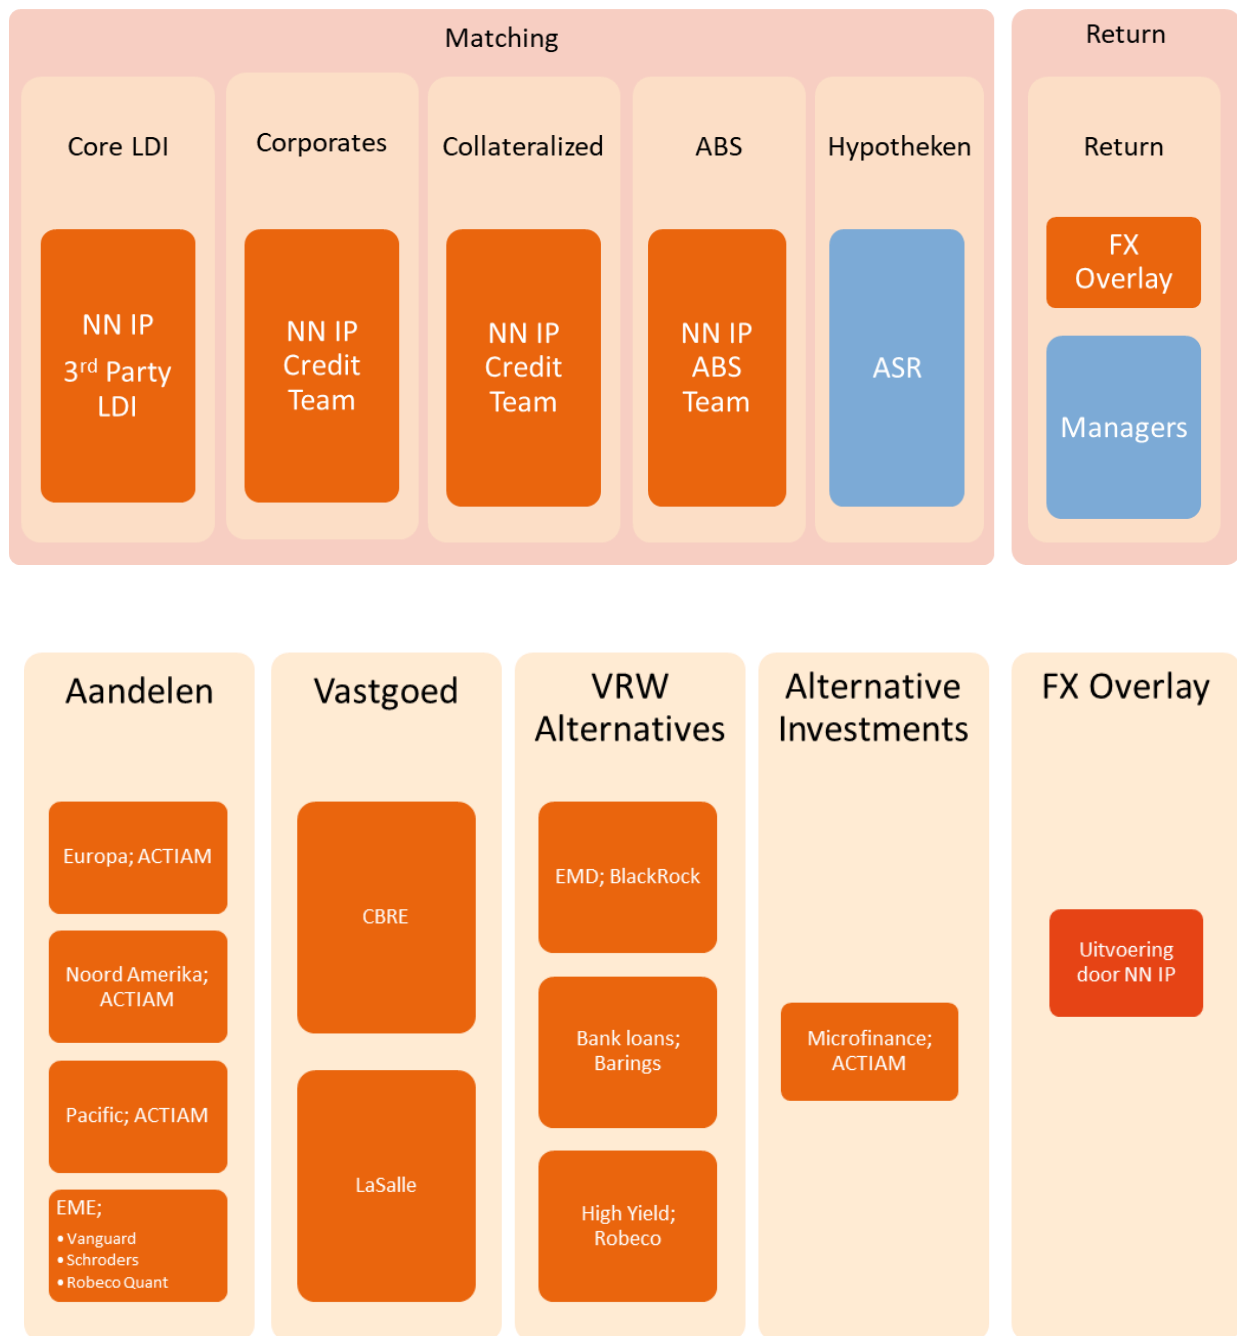 Matching
Return
Core LDI
Corporates
Collateralized
ABS
Hypotheken
Return
NN IP
3rd Party
LDI
NN IP
Credit
Team
NN IP
Credit
Team
NN IP
ABS
Team
ASR
FX
Overlay
Managers
Aandelen
Europa; ACTIAM
Noord Amerika;
ACTIAM
Pacific; ACTIAM
EME;
• Vanguard
• Schroders
• Robeco Quant
Vastgoed
CBRE
LaSalle
VRW
Alternatives
EMD; BlackRock
Bank loans;
Barings
High Yield;
Robeco
Alternative
Investments
Microfinance;
ACTIAM
FX Overlay
Uitvoering
door NN IP